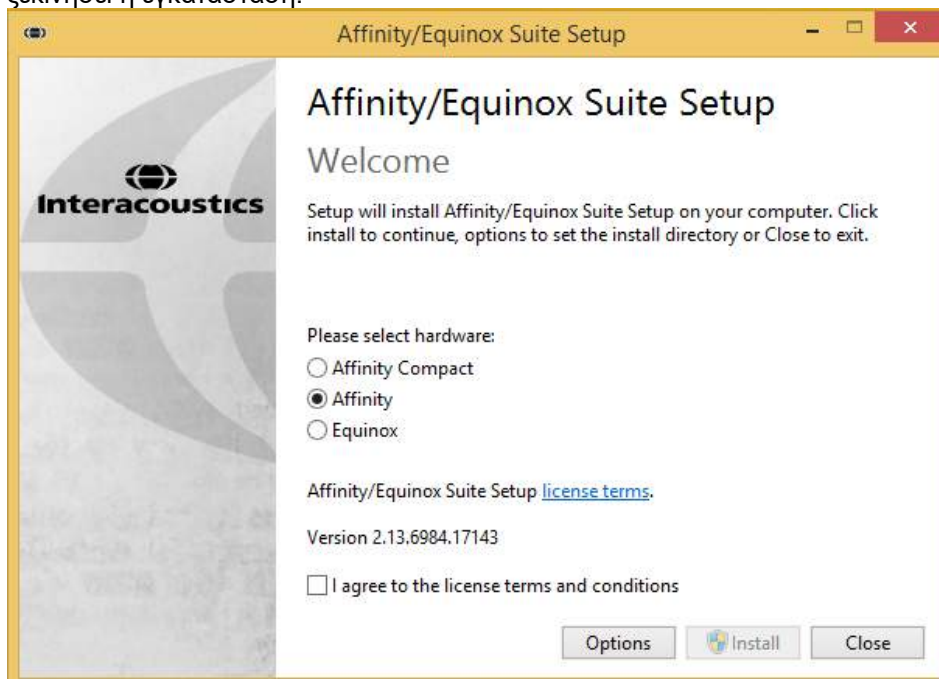 ξεκινήσει η εγκατάσταση.
Affinity/Equinox Suite Setup
Affinity/Equinox Suite Setup
Welcome
Interacoustics
Setup will install Affinity/Equinox Suite Setup on your computer. Click
install to continue, options to set the install directory or Close to exit.
Please select hardware:
Affinity Compact
Affinity
Equinox
Affinity/Equinox Suite Setup license terms.
Version 2.13.6984.17143
I agree to the license terms and conditions
Options Install Close